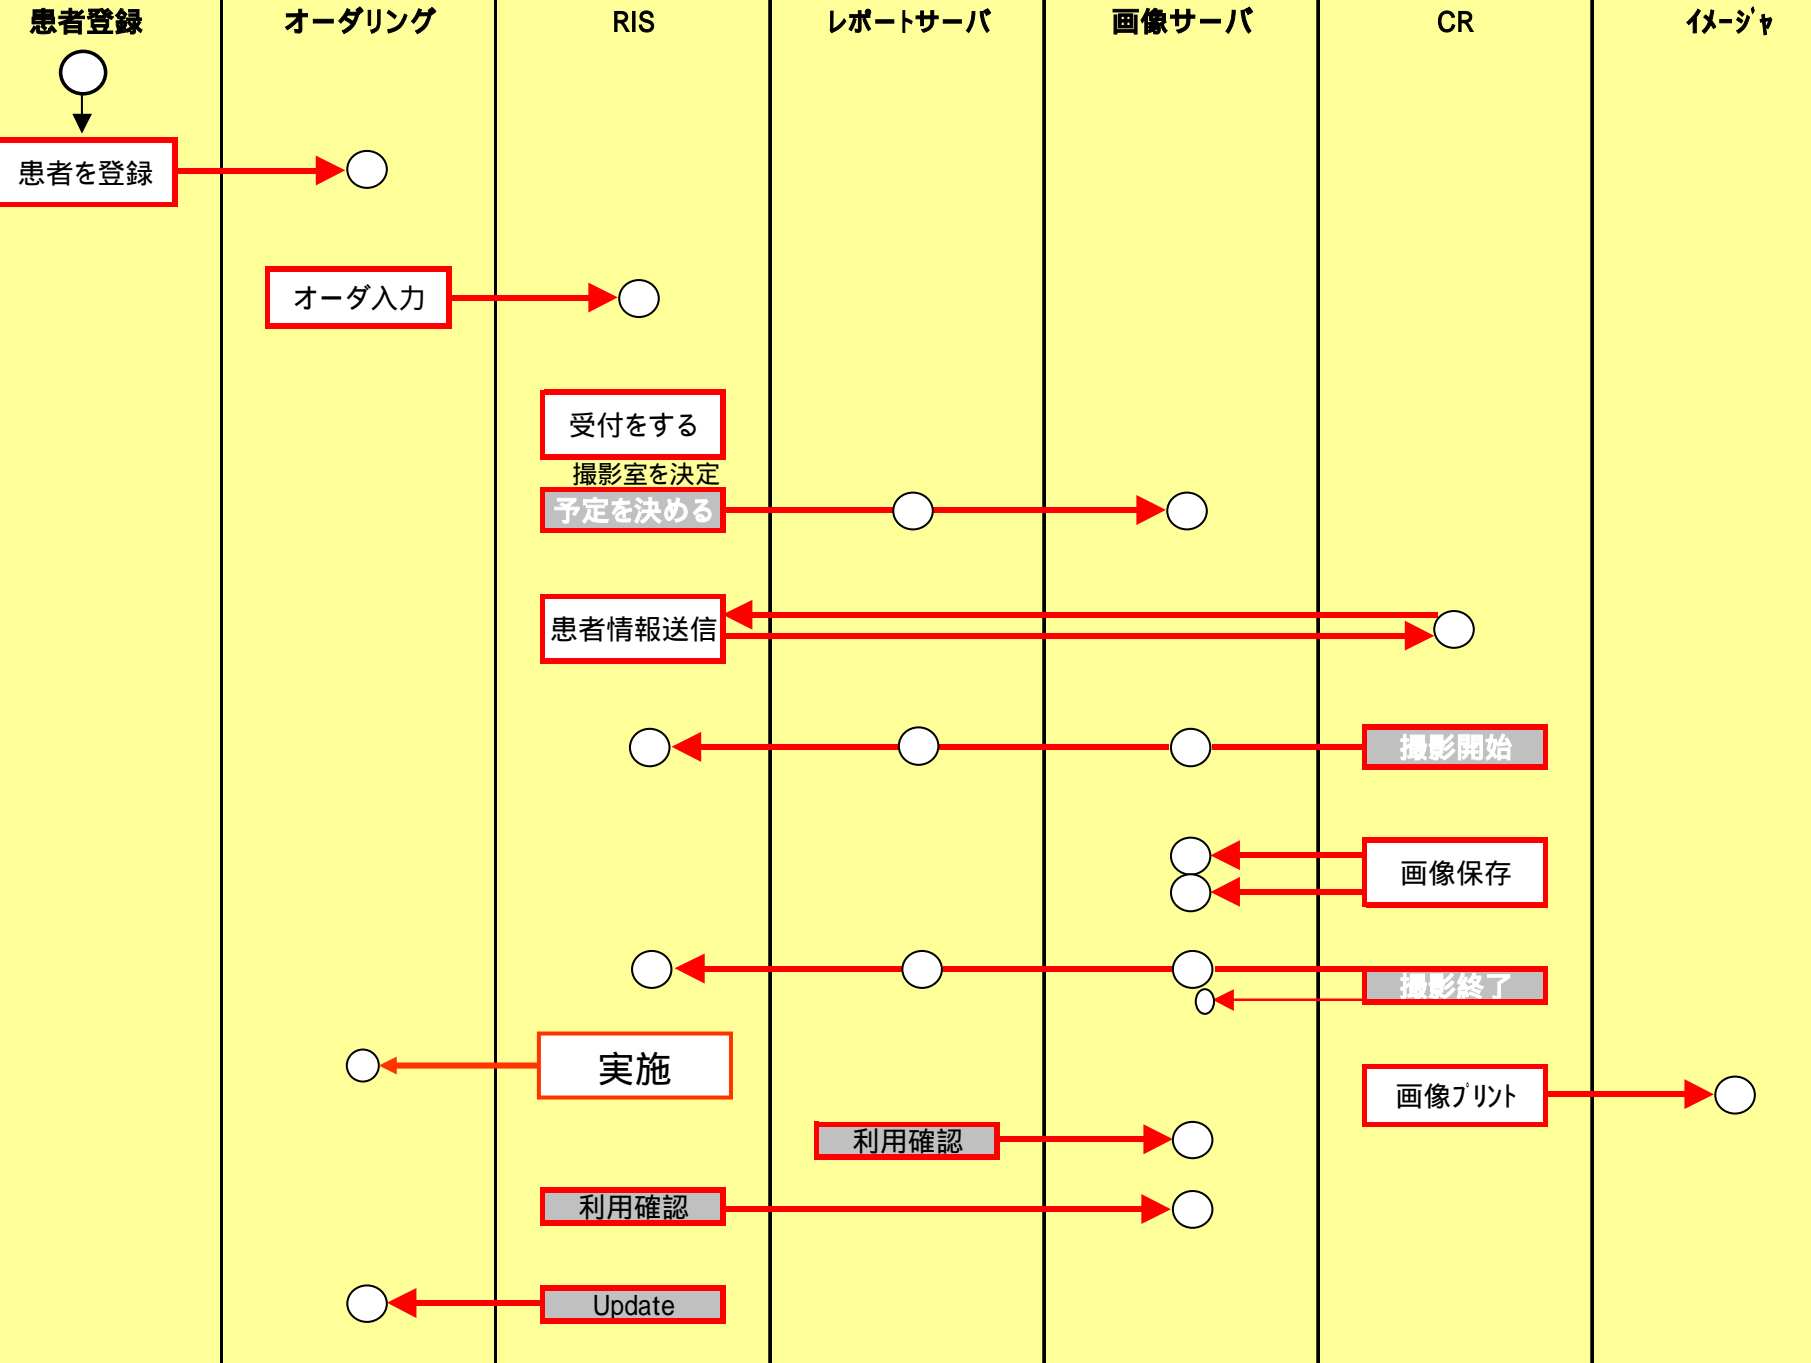 患者登録
オーダリング
RIS
レポートサーバ
画像サーバ
CR
イメージャ
患者を登録
オーダ入力
受付をする
撮影室を決定
予定を決める
患者情報送信
撮影開始
画像保存
撮影終了
実施
画像プリント
利用確認
利用確認
Update